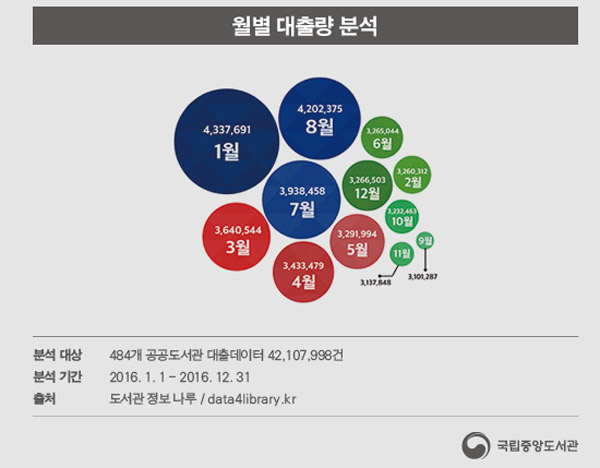 월별 대출량 분석
4,337,691
1월
4,202,375
8월
3,265,044
6월
3,938,458
7월
3,266,503
12월
3,260,312
2월
3,232,463
10월
3,640,544
3월
3,291,994
5월
3,433,479
4월
11월
9월
3,137,848
3,101,287
분석 대상 484개 공공도서관 대출데이터 42,107,998건
분석 기간 2016. 1. 1 – 2016. 12. 31
출처 도서관 정보 나루 / data4library.kr
국립중앙도서관